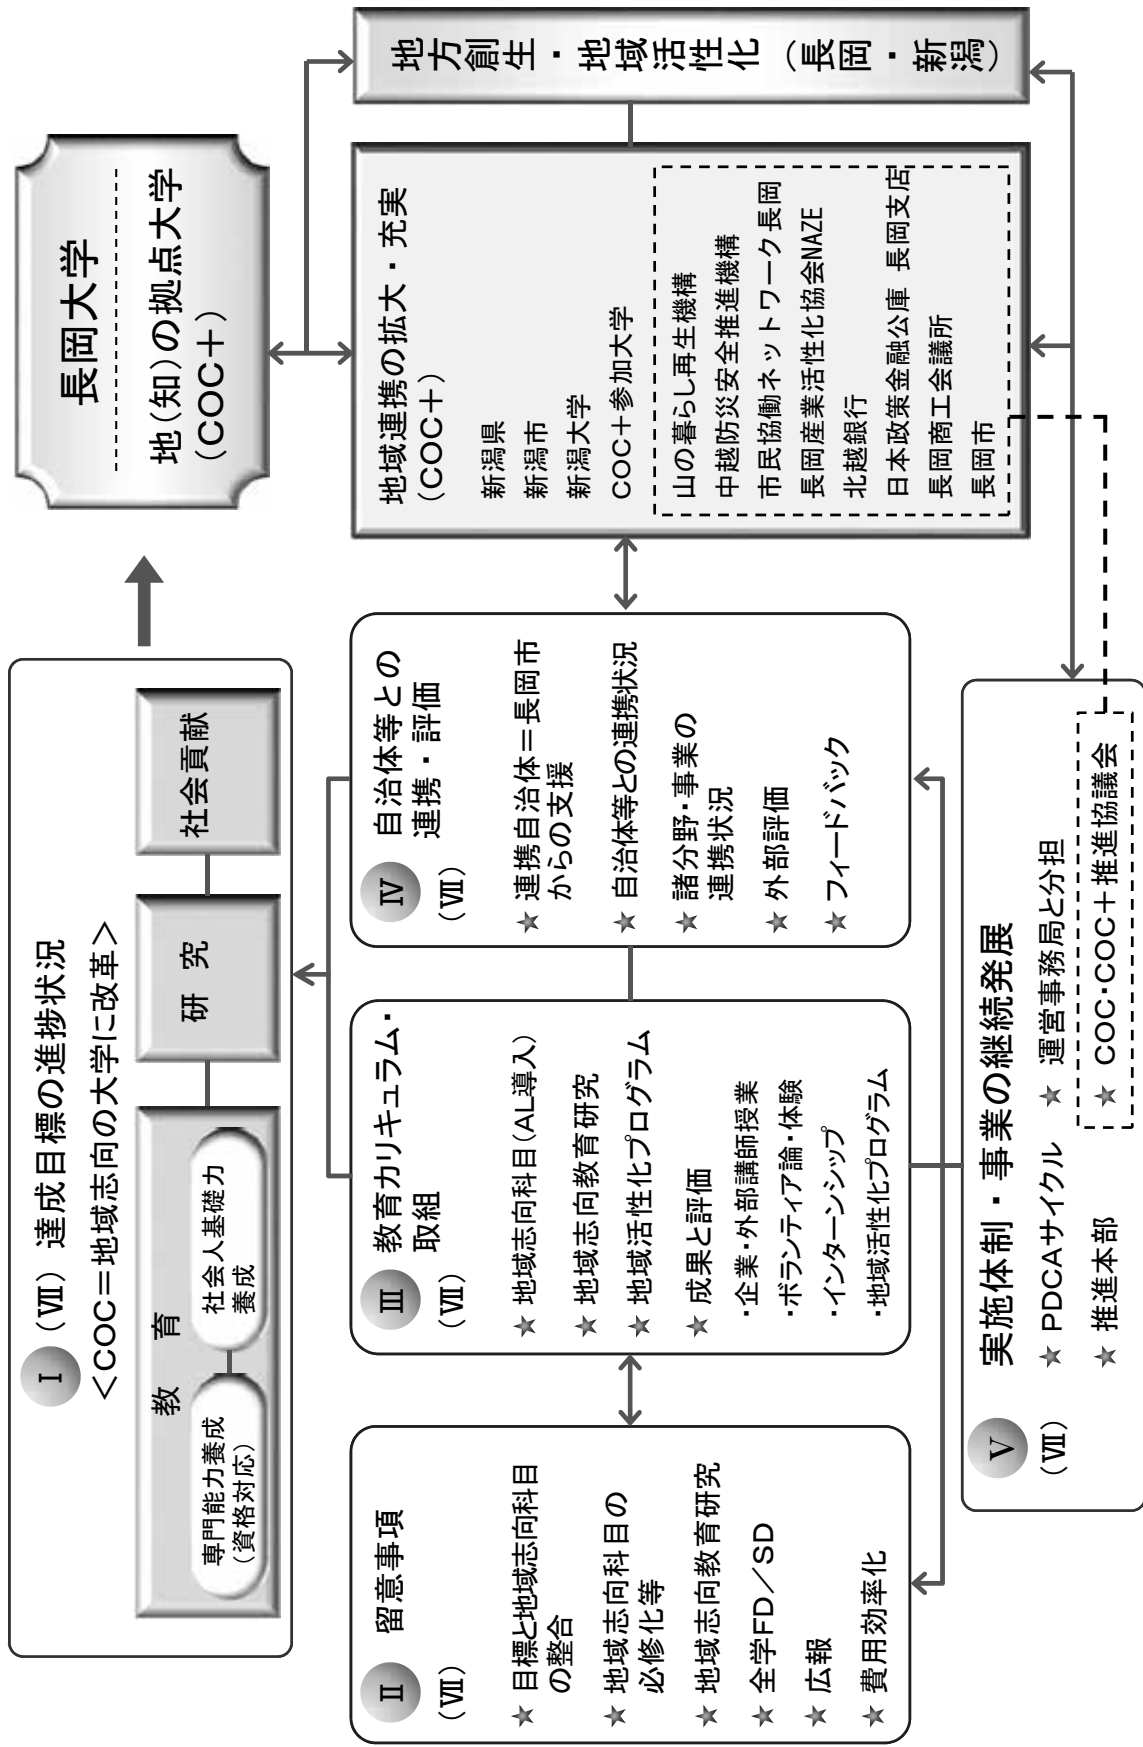 Ⅰ
(Ⅶ) 達成目標の進捗状況
＜COC＝地域志向の大学に改革＞
教 育
専門能力養成
(資格対応)
社会人基礎力
養成
研 究
社会貢献
長岡大学
地(知)の拠点大学
(COC＋)
Ⅱ
(Ⅶ)
留意事項
★ 目標と地域志向科目
の整合
★ 地域志向科目の
必修化等
★ 地域志向教育研究
★ 全学FD／SD
★ 広報
★ 費用効率化
Ⅲ
(Ⅶ)
教育カリキュラム・
取組
★ 地域志向科目(AL導入)
★ 地域志向教育研究
★ 地域活性化プログラム
★ 成果と評価
・企業・外部講師授業
・ボランティア論・体験
・インターンシップ
・地域活性化プログラム
Ⅳ
(Ⅶ)
自治体等との
連携・評価
★ 連携自治体＝長岡市
からの支援
★ 自治体等との連携状況
★ 諸分野・事業の
連携状況
★ 外部評価
★ フィードバック
地域連携の拡大・充実
(COC＋)
新潟県
新潟市
新潟大学
COC＋参加大学
山の暮らし再生機構
中越防災安全推進機構
市民協働ネットワーク長岡
長岡産業活性化協会NAZE
北越銀行
日本政策金融公庫 長岡支店
長岡商工会議所
長岡市
地方創生・地域活性化 (長岡・新潟)
Ⅴ
(Ⅶ)
実施体制・事業の継続発展
★ PDCAサイクル ★ 運営事務局と分担
★ 推進本部 ★ COC・COC＋推進協議会